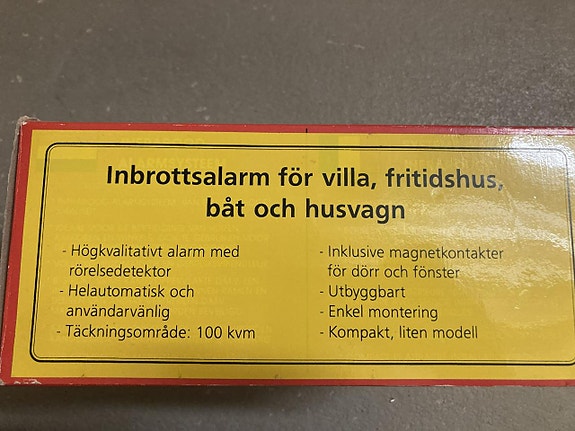 Inbrottsalarm för villa, fritidshus,
båt och husvagn
- Högkvalitativt alarm med
rörelsedetektor
- Helautomatisk och
användarvänlig
- Täckningsområde: 100 kvm
- Inklusive magnetkontakter
för dörr och fönster
- Utbyggbart
- Enkel montering
- Kompakt, liten modell